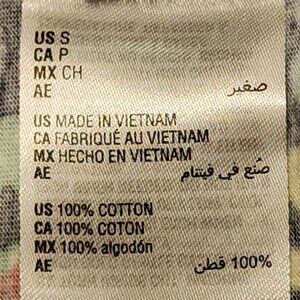 US S
CA P
MX CH
AE صغير
US MADE IN VIETNAM
CA FABRIQUÉ AU VIETNAM
MX HECHO EN VIETNAM
AE صُنع في فيتنام
US 100% COTTON
CA 100% COTON
MX 100% algodón
AE 100% قطن